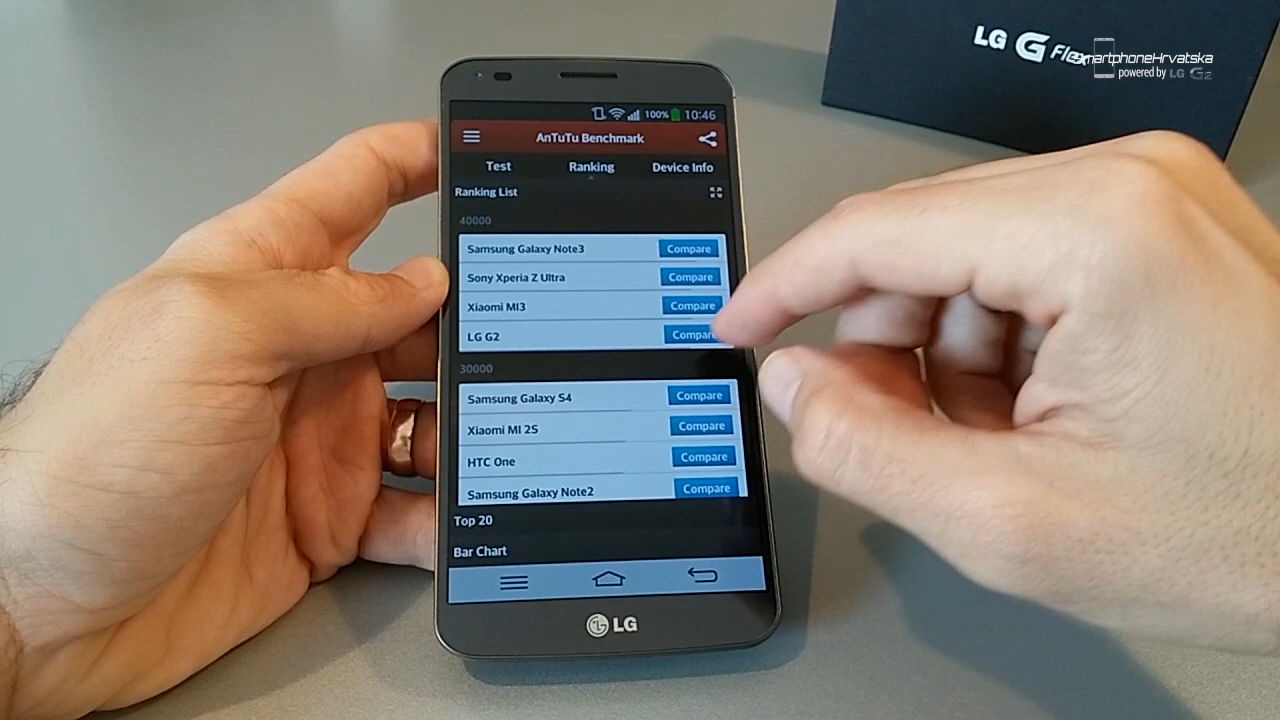 LG G Flex
smartphoneHrvatska
powered by LG G2
100% 10:46
AnTuTu Benchmark
Test Ranking Device Info
Ranking List
40000
Samsung Galaxy Note3 Compare
Sony Xperia Z Ultra Compare
Xiaomi MI3 Compare
LG G2 Compare
30000
Samsung Galaxy S4 Compare
Xiaomi MI 2S Compare
HTC One Compare
Samsung Galaxy Note2 Compare
Top 20
Bar Chart
LG